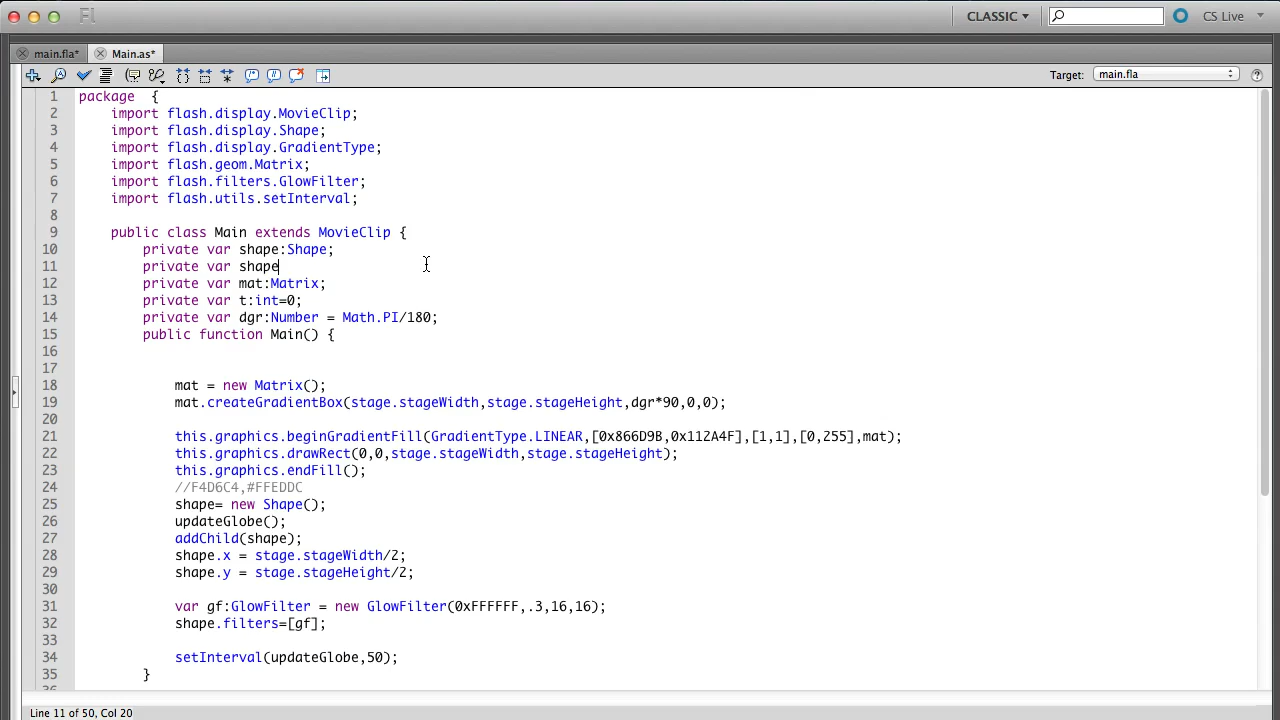 Fl CLASSIC CS Live
main.fla* Main.as*
Target: main.fla
1 package {
2 import flash.display.MovieClip;
3 import flash.display.Shape;
4 import flash.display.GradientType;
5 import flash.geom.Matrix;
6 import flash.filters.GlowFilter;
7 import flash.utils.setInterval;
8
9 public class Main extends MovieClip {
10 private var shape:Shape;
11 private var shape
12 private var mat:Matrix;
13 private var t:int=0;
14 private var dgr:Number = Math.PI/180;
15 public function Main() {
16
17
18 mat = new Matrix();
19 mat.createGradientBox(stage.stageWidth,stage.stageHeight,dgr*90,0,0);
20
21 this.graphics.beginGradientFill(GradientType.LINEAR,[0x866D9B,0x112A4F],[1,1],[0,255],mat);
22 this.graphics.drawRect(0,0,stage.stageWidth,stage.stageHeight);
23 this.graphics.endFill();
24 //F4D6C4,#FFEDDC
25 shape= new Shape();
26 updateGlobe();
27 addChild(shape);
28 shape.x = stage.stageWidth/2;
29 shape.y = stage.stageHeight/2;
30
31 var gf:GlowFilter = new GlowFilter(0xFFFFFF,.3,16,16);
32 shape.filters=[gf];
33
34 setInterval(updateGlobe,50);
35 }
Line 11 of 50, Col 20